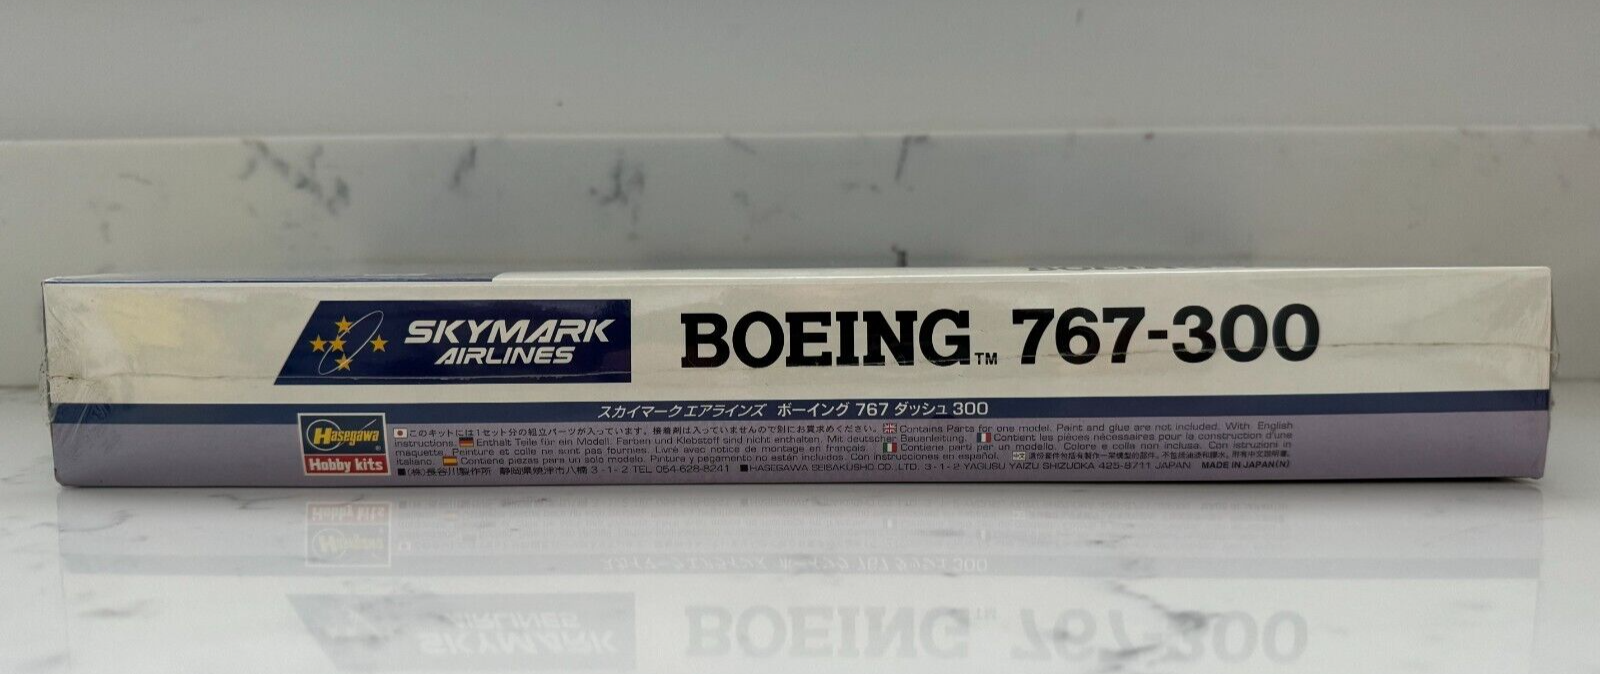 SKYMARK
AIRLINES
BOEING™ 767-300
スカイマークエアラインズ ボーイング 767 ダッシュ 300
Hasegawa
Hobby kits
このキットには1セット分の組立パーツが入っています。接着剤は入っていませんので別にお買求めください。 Contains Parts for one model. Paint and glue are not included. With English
instructions. Enthält Teile für ein Modell. Farben und Klebstoff sind nicht enthalten. Mit deutscher Bauanleitung. Contient les pièces nécessaires pour la construction d'une
maquette. Peinture et colle ne sont pas fournies. Livré avec notice de montage en français. Contiene parti per un modello. Colore e colla non inclusa. Con istruzioni in
italiano. Contiene piezas para un sólo modelo. Pintura y pegamento no están incluidos. Con instrucciones en español.
■(株)長谷川製作所 静岡県焼津市八楠 3-1-2 TEL 054-628-8241 ■HASEGAWA SEISAKUSHO CO., LTD. 3-1-2 YAGUSU YAIZU SHIZUOKA 425-8711 JAPAN MADE IN JAPAN(N)